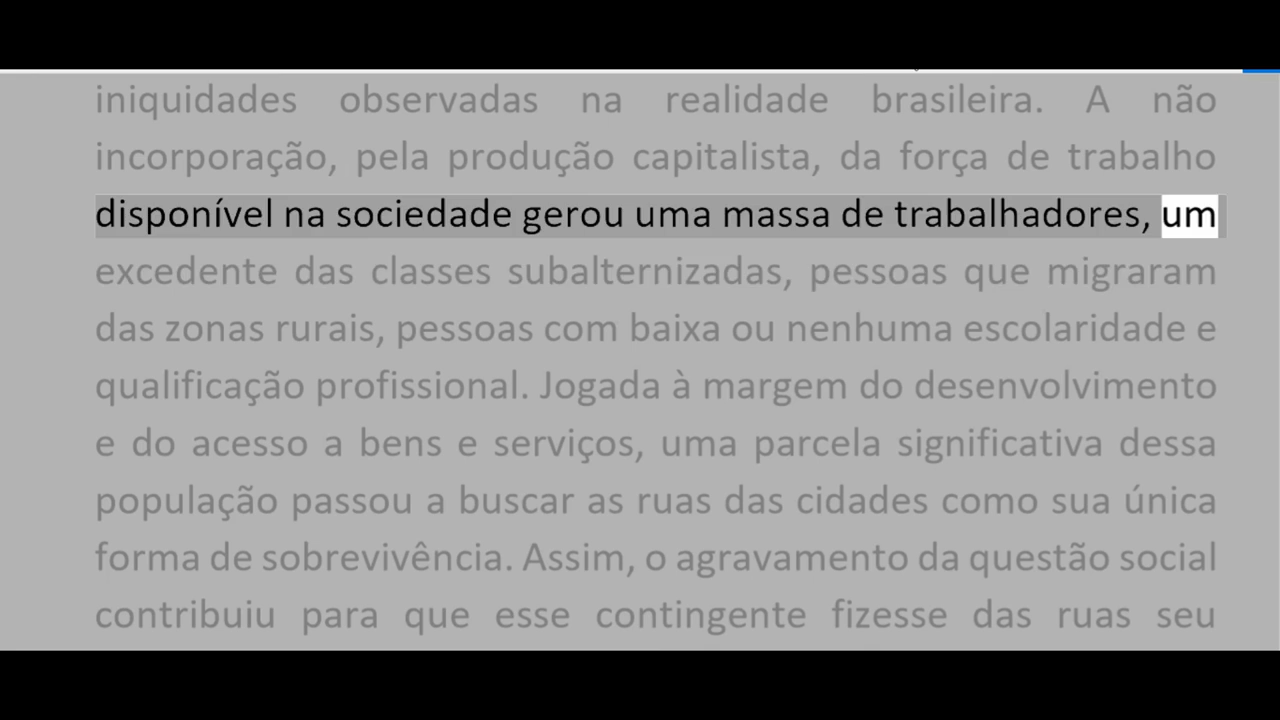 iniquidades observadas na realidade brasileira. A não
incorporação, pela produção capitalista, da força de trabalho
disponível na sociedade gerou uma massa de trabalhadores, um
excedente das classes subalternizadas, pessoas que migraram
das zonas rurais, pessoas com baixa ou nenhuma escolaridade e
qualificação profissional. Jogada à margem do desenvolvimento
e do acesso a bens e serviços, uma parcela significativa dessa
população passou a buscar as ruas das cidades como sua única
forma de sobrevivência. Assim, o agravamento da questão social
contribuiu para que esse contingente fizesse das ruas seu